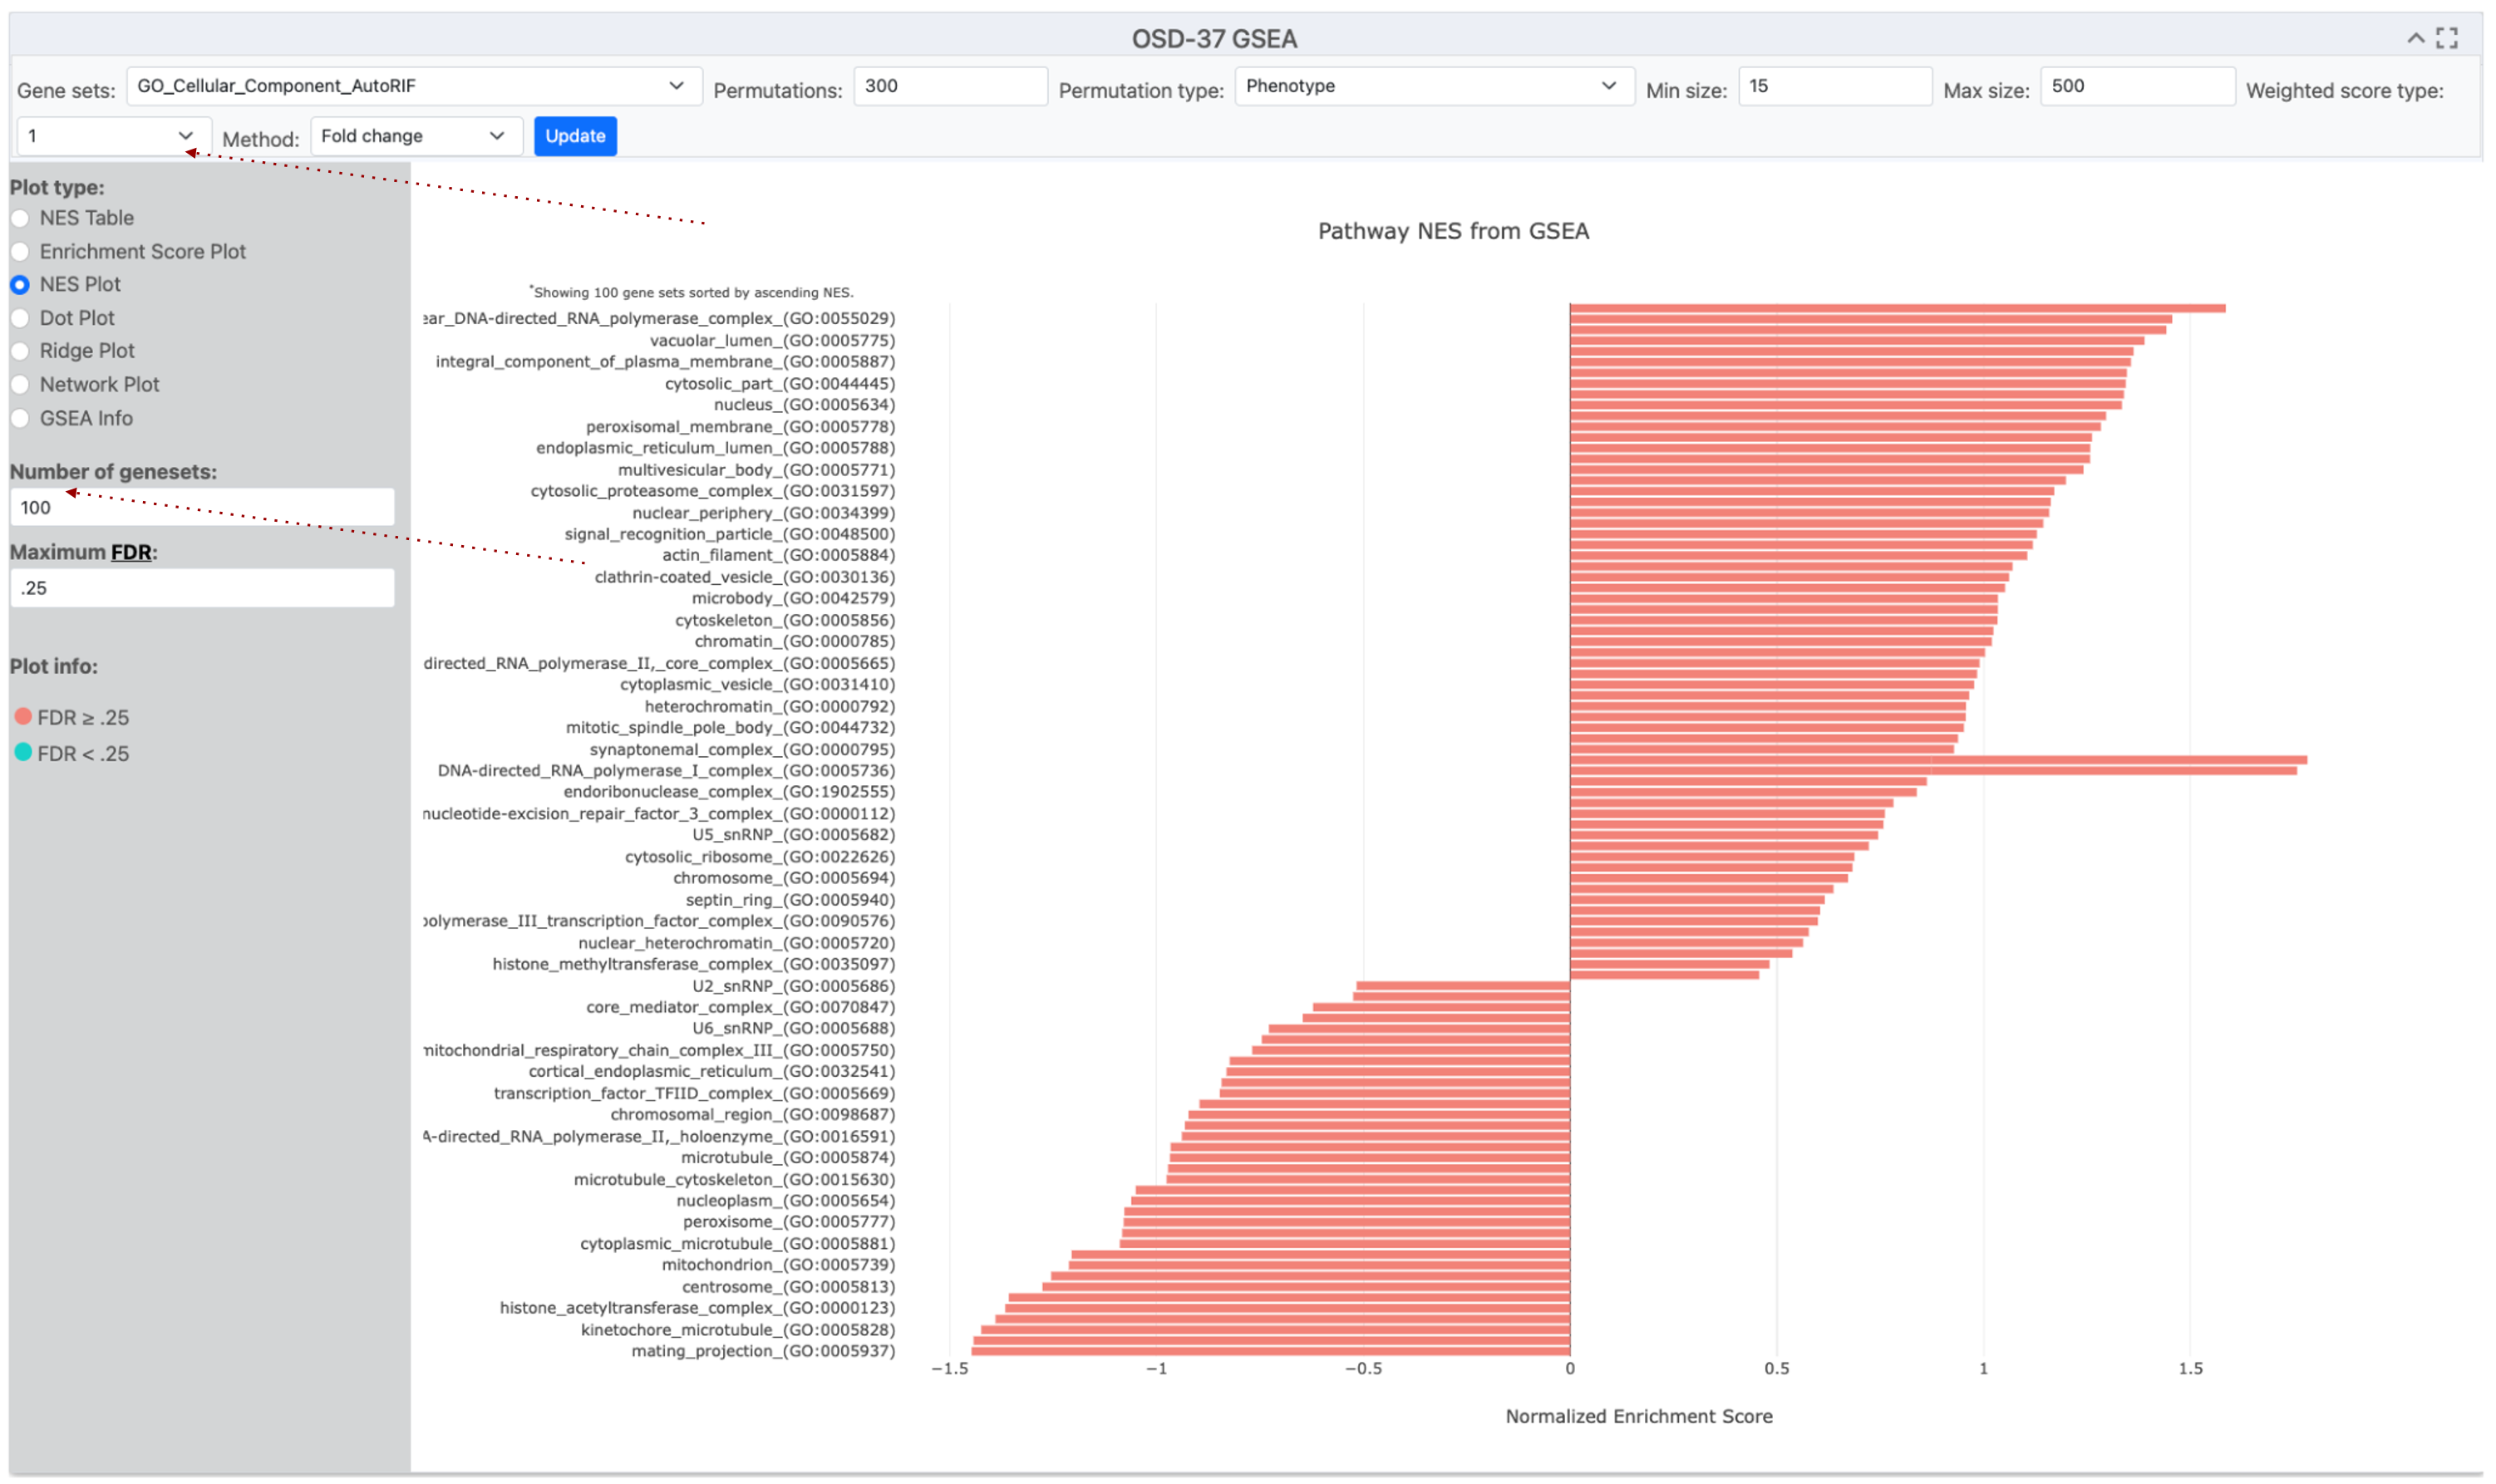 OSD-37 GSEA
Gene sets: GO_Cellular_Component_AutoRIF Permutations: 300 Permutation type: Phenotype Min size: 15 Max size: 500 Weighted score type:
1 Method: Fold change Update
Plot type:
NES Table
Enrichment Score Plot
NES Plot
Dot Plot
Ridge Plot
Network Plot
GSEA Info
Number of genesets:
100
Maximum FDR:
.25
Plot info:
FDR ≥ .25
FDR < .25
Pathway NES from GSEA
*Showing 100 gene sets sorted by ascending NES.
ear_DNA-directed_RNA_polymerase_complex_(GO:0055029)
vacuolar_lumen_(GO:0005775)
integral_component_of_plasma_membrane_(GO:0005887)
cytosolic_part_(GO:0044445)
nucleus_(GO:0005634)
peroxisomal_membrane_(GO:0005778)
endoplasmic_reticulum_lumen_(GO:0005788)
multivesicular_body_(GO:0005771)
cytosolic_proteasome_complex_(GO:0031597)
nuclear_periphery_(GO:0034399)
signal_recognition_particle_(GO:0048500)
actin_filament_(GO:0005884)
clathrin-coated_vesicle_(GO:0030136)
microbody_(GO:0042579)
cytoskeleton_(GO:0005856)
chromatin_(GO:0000785)
directed_RNA_polymerase_II,_core_complex_(GO:0005665)
cytoplasmic_vesicle_(GO:0031410)
heterochromatin_(GO:0000792)
mitotic_spindle_pole_body_(GO:0044732)
synaptonemal_complex_(GO:0000795)
DNA-directed_RNA_polymerase_I_complex_(GO:0005736)
endoribonuclease_complex_(GO:1902555)
nucleotide-excision_repair_factor_3_complex_(GO:0000112)
U5_snRNP_(GO:0005682)
cytosolic_ribosome_(GO:0022626)
chromosome_(GO:0005694)
septin_ring_(GO:0005940)
polymerase_III_transcription_factor_complex_(GO:0090576)
nuclear_heterochromatin_(GO:0005720)
histone_methyltransferase_complex_(GO:0035097)
U2_snRNP_(GO:0005686)
core_mediator_complex_(GO:0070847)
U6_snRNP_(GO:0005688)
mitochondrial_respiratory_chain_complex_III_(GO:0005750)
cortical_endoplasmic_reticulum_(GO:0032541)
transcription_factor_TFIID_complex_(GO:0005669)
chromosomal_region_(GO:0098687)
A-directed_RNA_polymerase_II,_holoenzyme_(GO:0016591)
microtubule_(GO:0005874)
microtubule_cytoskeleton_(GO:0015630)
nucleoplasm_(GO:0005654)
peroxisome_(GO:0005777)
cytoplasmic_microtubule_(GO:0005881)
mitochondrion_(GO:0005739)
centrosome_(GO:0005813)
histone_acetyltransferase_complex_(GO:0000123)
kinetochore_microtubule_(GO:0005828)
mating_projection_(GO:0005937)
−1.5 −1 −0.5 0 0.5 1 1.5
Normalized Enrichment Score